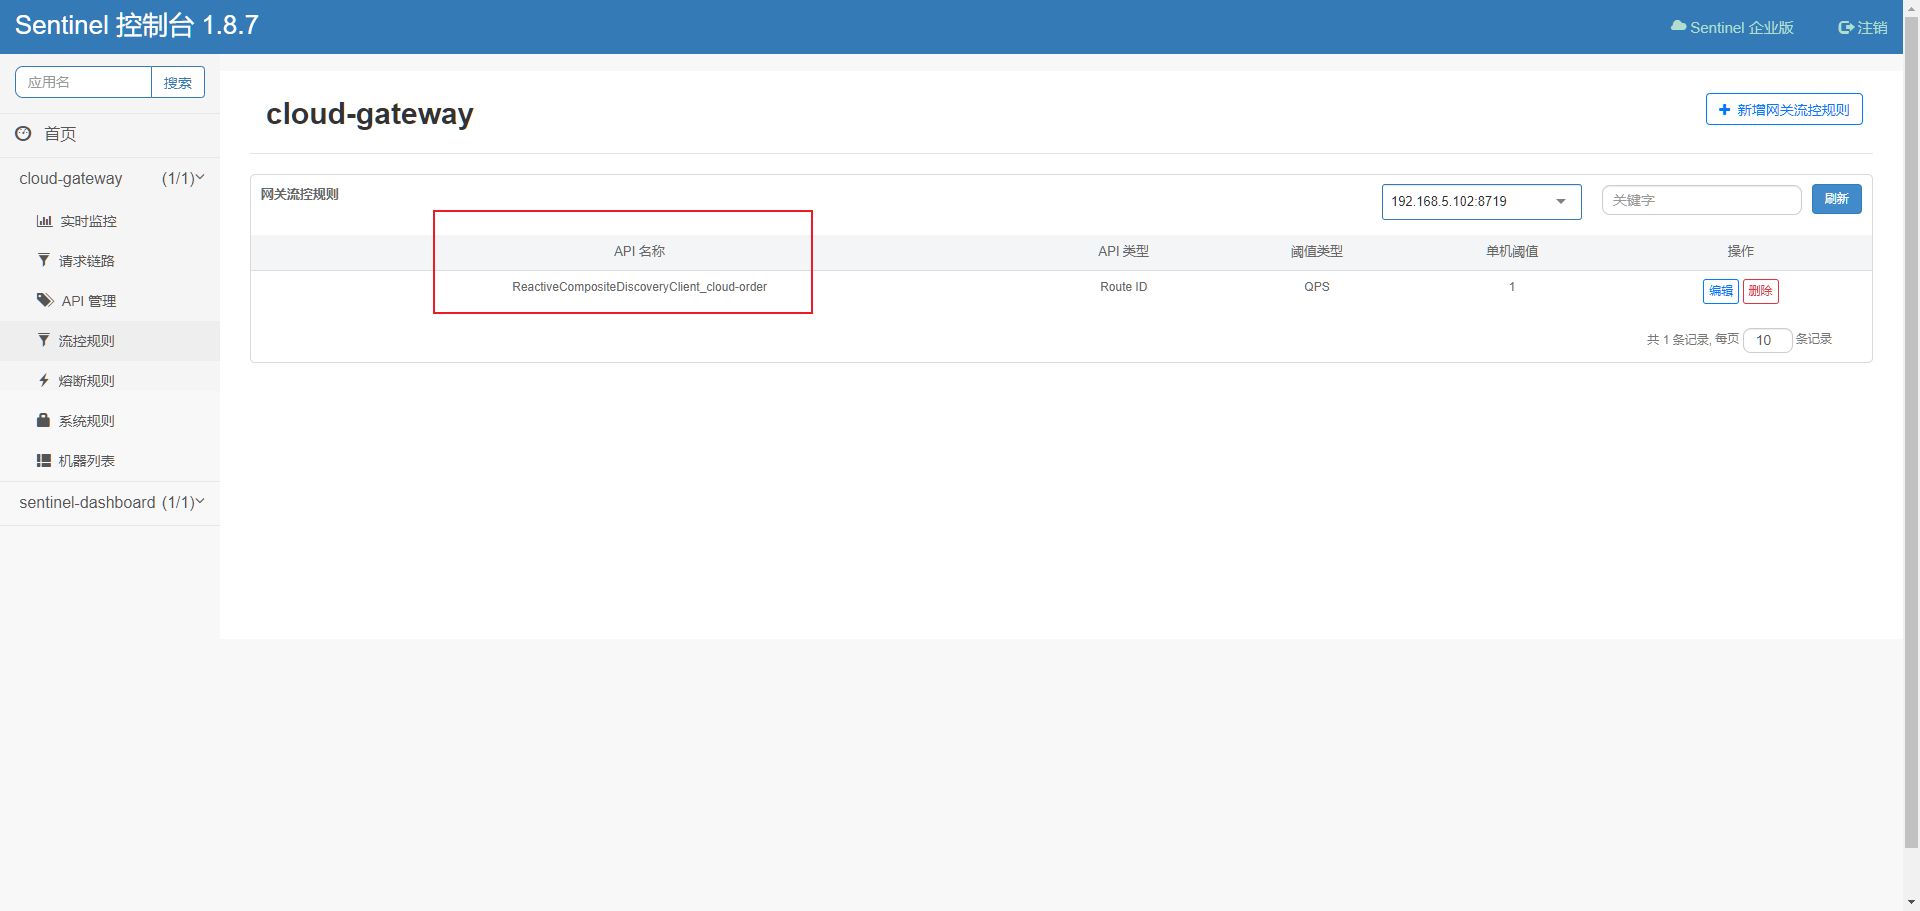 Sentinel 控制台 1.8.7
Sentinel 企业版
注销
应用名
搜索
首页
cloud-gateway (1/1)
实时监控
请求链路
API 管理
流控规则
熔断规则
系统规则
机器列表
sentinel-dashboard (1/1)
cloud-gateway
新增网关流控规则
网关流控规则
192.168.5.102:8719
关键字
刷新
API 名称 API 类型 阈值类型 单机阈值 操作
ReactiveCompositeDiscoveryClient_cloud-order Route ID QPS 1 编辑 删除
共 1 条记录, 每页 10 条记录